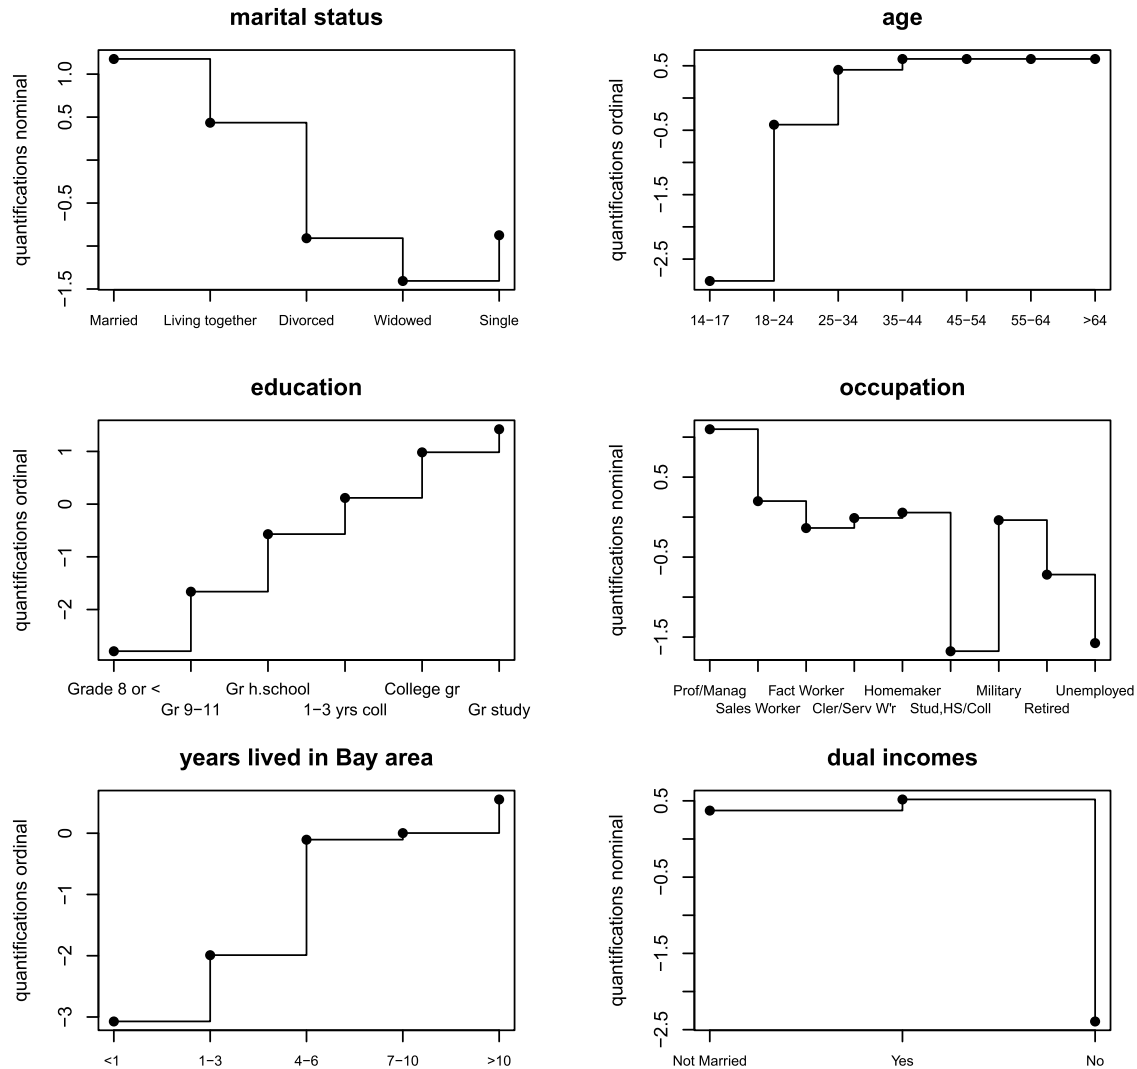 marital status
quantifications nominal
1.0
0.5
−0.5
−1.5
Married Living together Divorced Widowed Single
age
quantifications ordinal
0.5
−0.5
−1.5
−2.5
14−17 18−24 25−34 35−44 45−54 55−64 >64
education
quantifications ordinal
1
0
−1
−2
Grade 8 or < Gr h.school College gr
Gr 9−11 1−3 yrs coll Gr study
occupation
quantifications nominal
0.5
−0.5
−1.5
Prof/Manag Fact Worker Homemaker Military Unemployed
Sales Worker Cler/Serv W'r Stud,HS/Coll Retired
years lived in Bay area
quantifications ordinal
0
−1
−2
−3
<1 1−3 4−6 7−10 >10
dual incomes
quantifications nominal
0.5
−0.5
−1.5
−2.5
Not Married Yes No